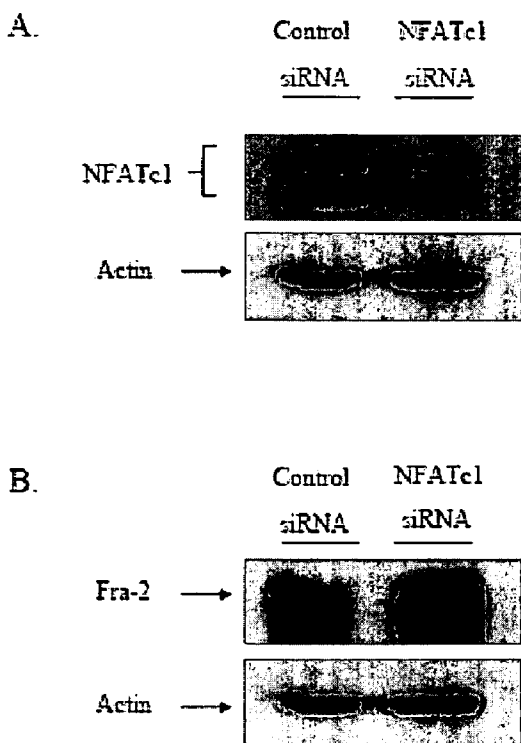 A.
Control NFATc1
siRNA siRNA
NFATc1
Actin
B.
Control NFATc1
siRNA siRNA
Fra-2
Actin